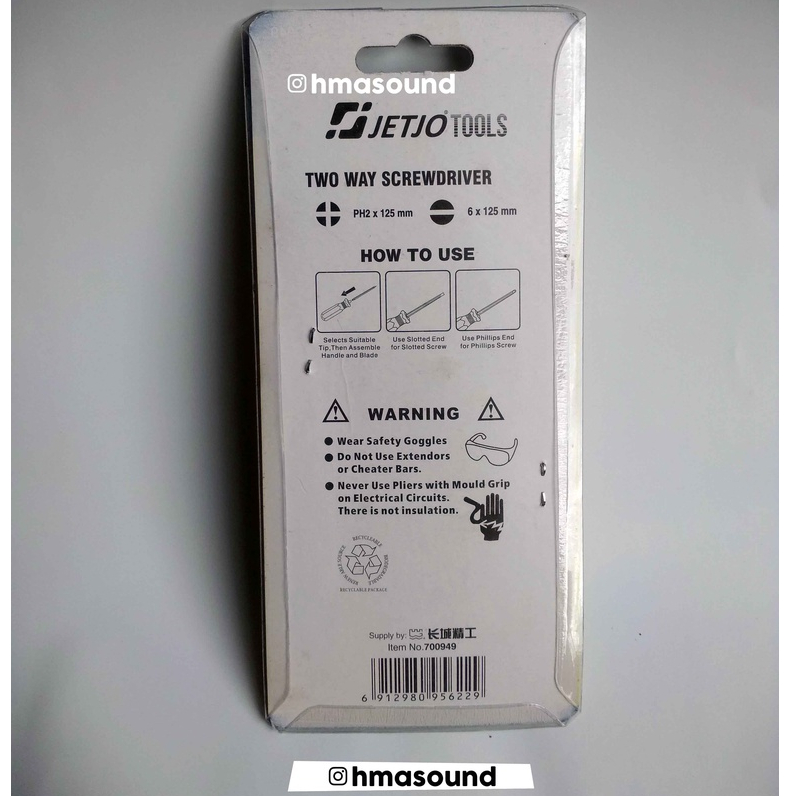 hmasound
JETJO® TOOLS
TWO WAY SCREWDRIVER
PH2 x 125 mm 6 x 125 mm
HOW TO USE
Selects Suitable
Tip,Then Assemble
Handle and Blade
Use Slotted End
for Slotted Screw
Use Phillips End
for Phillips Screw
WARNING
Wear Safety Goggles
Do Not Use Extendors
or Cheater Bars.
Never Use Pliers with Mould Grip
on Electrical Circuits.
There is not insulation.
RECYCLEABLE
BIODEGRADABLE
RECYCLABLE PACKAGE
Supply by: 长城精工
Item No.700949
6 912980 956229
hmasound